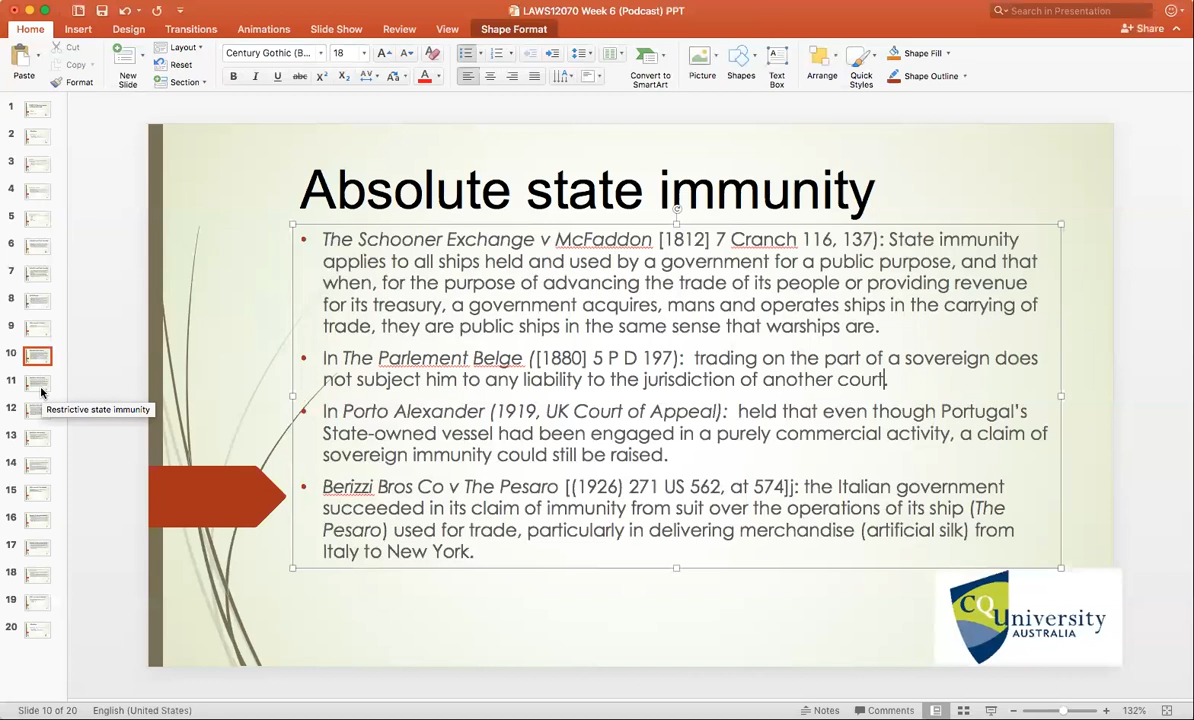 LAWS12070 Week 6 (Podcast) PPT
Search in Presentation
Home Insert Design Transitions Animations Slide Show Review View Shape Format
Share
Paste
Cut
Copy
Format
New
Slide
Layout
Reset
Section
Century Gothic (B... 18
Convert to
SmartArt
Picture
Shapes
Text
Box
Arrange
Quick
Styles
Shape Fill
Shape Outline
1
2
3
4
5
6
7
8
9
10
11
12
13
14
15
16
17
18
19
20
Restrictive state immunity
Absolute state immunity
• The Schooner Exchange v McFaddon [1812] 7 Cranch 116, 137): State immunity
applies to all ships held and used by a government for a public purpose, and that
when, for the purpose of advancing the trade of its people or providing revenue
for its treasury, a government acquires, mans and operates ships in the carrying of
trade, they are public ships in the same sense that warships are.
• In The Parlement Belge ([1880] 5 P D 197): trading on the part of a sovereign does
not subject him to any liability to the jurisdiction of another court.
• In Porto Alexander (1919, UK Court of Appeal): held that even though Portugal's
State-owned vessel had been engaged in a purely commercial activity, a claim of
sovereign immunity could still be raised.
• Berizzi Bros Co v The Pesaro [(1926) 271 US 562, at 574]j: the Italian government
succeeded in its claim of immunity from suit over the operations of its ship (The
Pesaro) used for trade, particularly in delivering merchandise (artificial silk) from
Italy to New York.
CQUniversity
AUSTRALIA
Slide 10 of 20 English (United States)
Notes Comments 132%